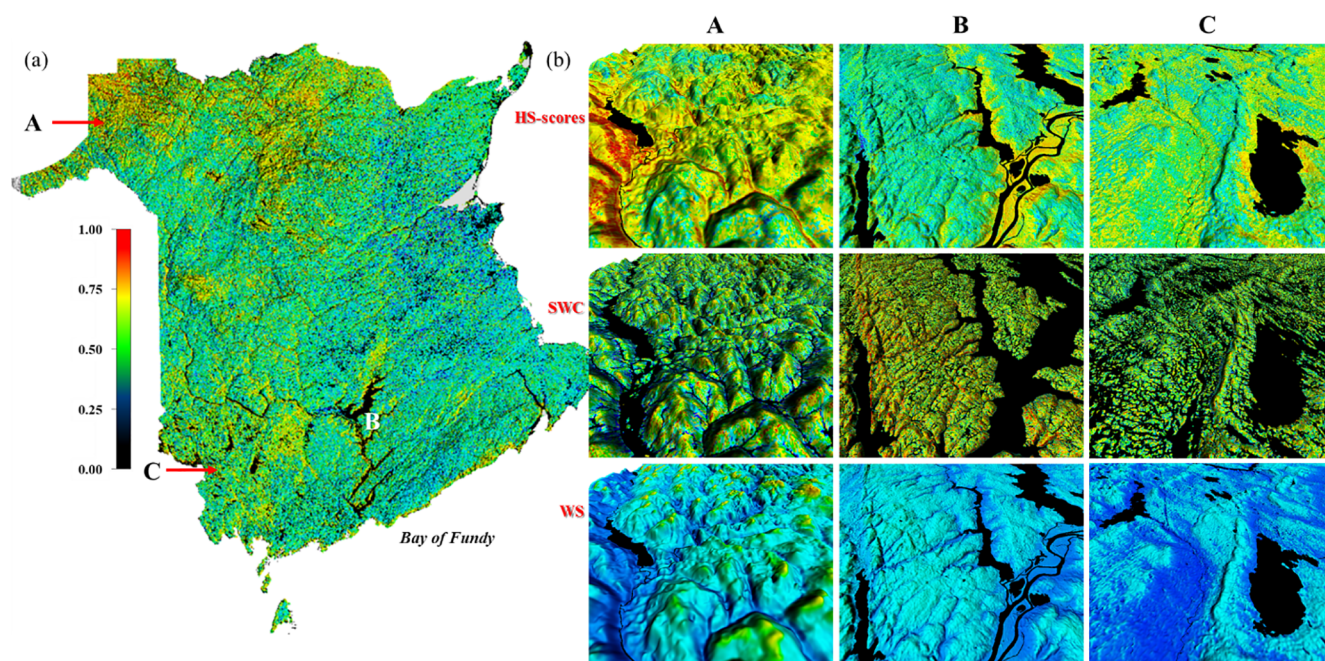 (a)
A
1.00
0.75
0.50
0.25
0.00
B
C
Bay of Fundy
(b)
A B C
HS-scores
SWC
WS